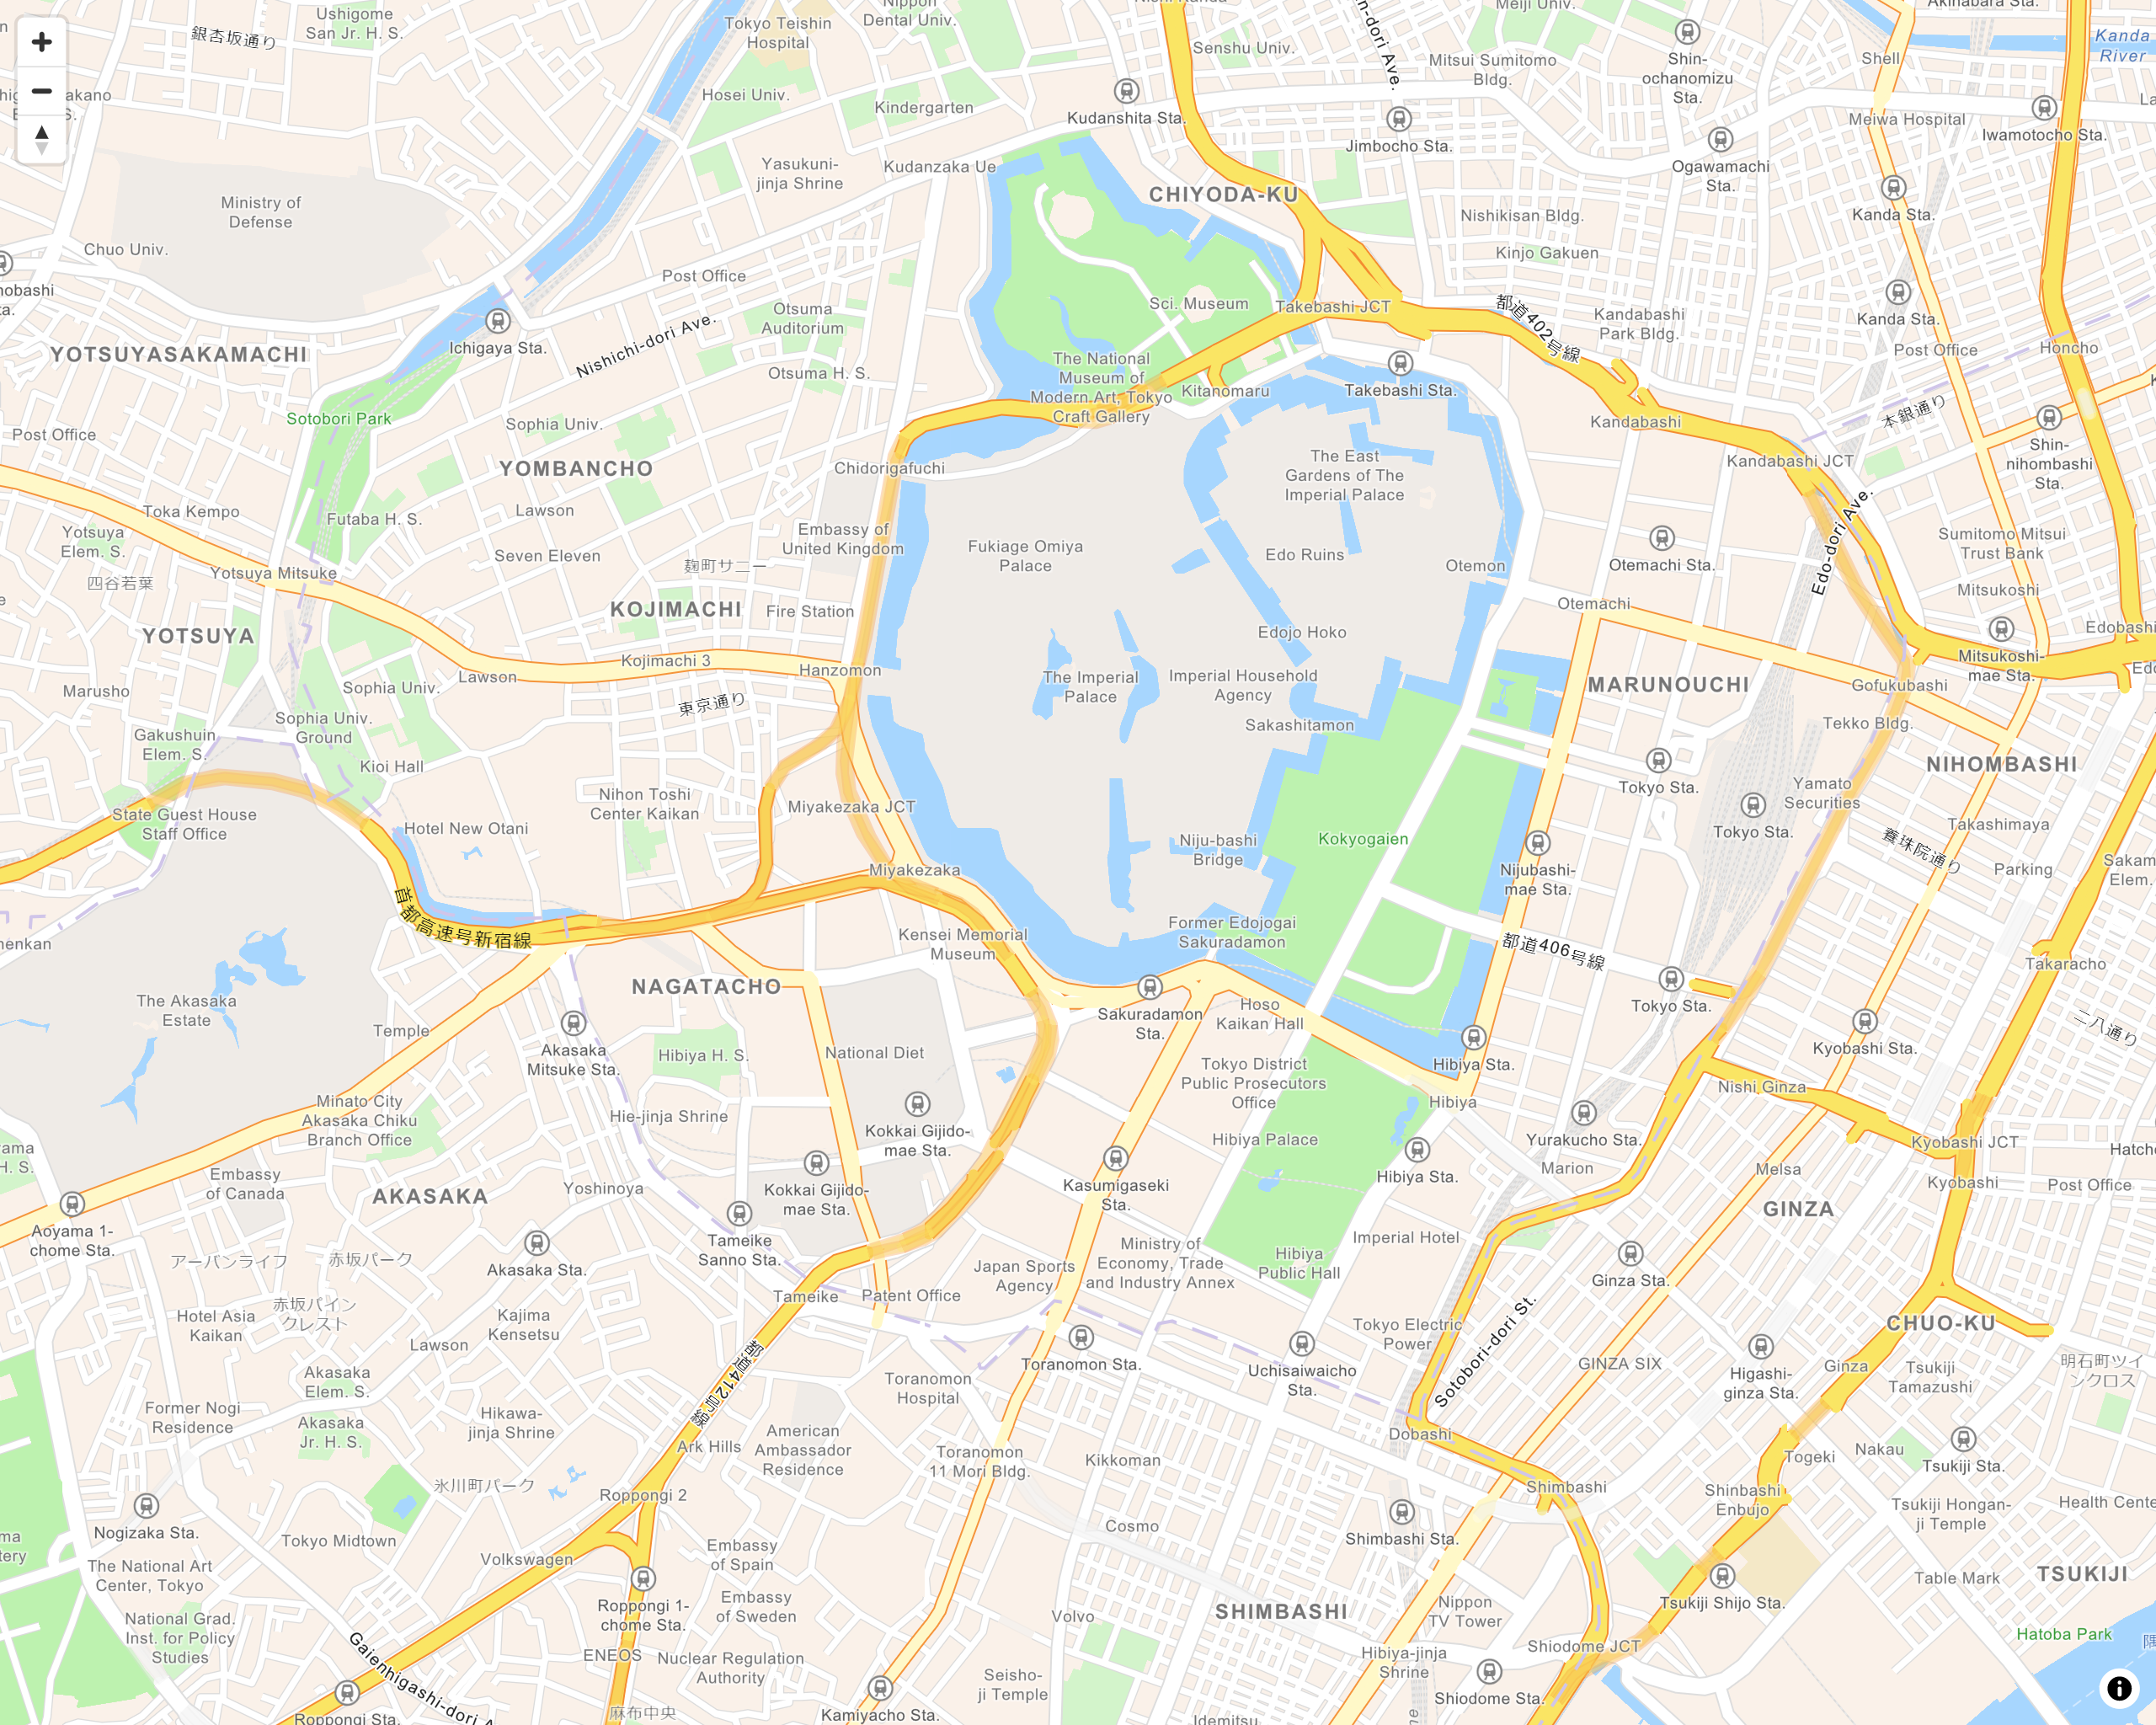 Ushigome
San Jr. H. S.
銀杏坂通り
Tokyo Teishin
Hospital
Nippon
Dental Univ.
Senshu Univ.
Meiji Univ.
Mitsui Sumitomo
Bldg.
Shin-
ochanomizu
Sta.
Akihabara Sta.
Kanda
River
Shell
Hosei Univ.
Kindergarten
Kudanshita Sta.
Jimbocho Sta.
Meiwa Hospital
Iwamotocho Sta.
Yasukuni-
jinja Shrine
Kudanzaka Ue
Ogawamachi
Sta.
CHIYODA-KU
Ministry of
Defense
Nishikisan Bldg.
Kanda Sta.
Chuo Univ.
Kinjo Gakuen
Post Office
Otsuma
Auditorium
Sci. Museum
Takebashi JCT
都道402号線
Kandabashi
Park Bldg.
Kanda Sta.
Ichigaya Sta.
Nishichi-dori Ave.
YOTSUYASAKAMACHI
Post Office
Honcho
Otsuma H. S.
The National
Museum of
Modern Art, Tokyo
Craft Gallery
Kitanomaru
Takebashi Sta.
本銀通り
Sotobori Park
Sophia Univ.
Kandabashi
Post Office
YOMBANCHO
Chidorigafuchi
The East
Gardens of The
Imperial Palace
Kandabashi JCT
Shin-
nihombashi
Sta.
Toka Kempo
Futaba H. S.
Lawson
Edo-dori Ave.
Yotsuya
Elem. S.
Embassy of
United Kingdom
Fukiage Omiya
Palace
Edo Ruins
Otemon
Otemachi Sta.
Sumitomo Mitsui
Trust Bank
Seven Eleven
麹町サニー
Yotsuya Mitsuke
四谷若葉
Mitsukoshi
KOJIMACHI
Fire Station
Otemachi
YOTSUYA
Edojo Hoko
Edobashi
Kojimachi 3
Hanzomon
Mitsukoshi-
mae Sta.
Lawson
The Imperial
Palace
Imperial Household
Agency
MARUNOUCHI
Gofukubashi
Marusho
Sophia Univ.
東京通り
Sophia Univ.
Ground
Sakashitamon
Tekko Bldg.
Gakushuin
Elem. S.
Kioi Hall
NIHOMBASHI
Tokyo Sta.
Yamato
Securities
Nihon Toshi
Center Kaikan
Miyakezaka JCT
State Guest House
Staff Office
Hotel New Otani
Tokyo Sta.
Takashimaya
Niju-bashi
Bridge
Kokyogaien
養珠院通り
Parking
Miyakezaka
Nijubashi-
mae Sta.
首都高速号新宿線
Kensei Memorial
Museum
Former Edojogai
Sakuradamon
都道406号線
Takaracho
NAGATACHO
Sakuradamon
Sta.
Hoso
Kaikan Hall
Tokyo Sta.
The Akasaka
Estate
Temple
二八通り
Akasaka
Mitsuke Sta.
Hibiya H. S.
National Diet
Tokyo District
Public Prosecutors
Office
Hibiya Sta.
Kyobashi Sta.
Nishi Ginza
Hibiya
Minato City
Akasaka Chiku
Branch Office
Hie-jinja Shrine
Kokkai Gijido-
mae Sta.
Hibiya Palace
Yurakucho Sta.
Kyobashi JCT
Embassy
of Canada
Kokkai Gijido-
mae Sta.
Kasumigaseki
Sta.
Hibiya Sta.
Marion
Melsa
Kyobashi
Post Office
AKASAKA
Yoshinoya
GINZA
Aoyama 1-
chome Sta.
Tameike
Sanno Sta.
Ministry of
Economy, Trade
and Industry Annex
Imperial Hotel
アーバンライフ
赤坂パーク
Akasaka Sta.
Japan Sports
Agency
Hibiya
Public Hall
Ginza Sta.
Tameike
Patent Office
赤坂パイン
クレスト
Hotel Asia
Kaikan
Kajima
Kensetsu
Lawson
Tokyo Electric
Power
Sotobori-dori St.
CHUO-KU
都道412号線
Toranomon Sta.
Uchisaiwaicho
Sta.
GINZA SIX
Higashi-
ginza Sta.
Ginza
Tsukiji
Tamazushi
明石町ツイ
ンクロス
Akasaka
Elem. S.
Toranomon
Hospital
Former Nogi
Residence
Akasaka
Jr. H. S.
Hikawa-
jinja Shrine
Ark Hills
American
Ambassador
Residence
Dobashi
Togeki
Nakau
Tsukiji Sta.
Toranomon
11 Mori Bldg.
Kikkoman
氷川町パーク
Roppongi 2
Shimbashi
Shinbashi
Enbujo
Tsukiji Hongan-
ji Temple
Health Cente
Nogizaka Sta.
Tokyo Midtown
Cosmo
Shimbashi Sta.
Volkswagen
Embassy
of Spain
The National Art
Center, Tokyo
Roppongi 1-
chome Sta.
Embassy
of Sweden
Tsukiji Shijo Sta.
Table Mark
TSUKIJI
National Grad.
Inst. for Policy
Studies
Volvo
SHIMBASHI
Nippon
TV Tower
Hatoba Park
Gaienhigashi-dori A
ENEOS
Nuclear Regulation
Authority
Seisho-
ji Temple
Hibiya-jinja
Shrine
Shiodome JCT
Shiodome Sta.
Roppongi Sta.
麻布中央
Kamiyacho Sta.
Idemitsu